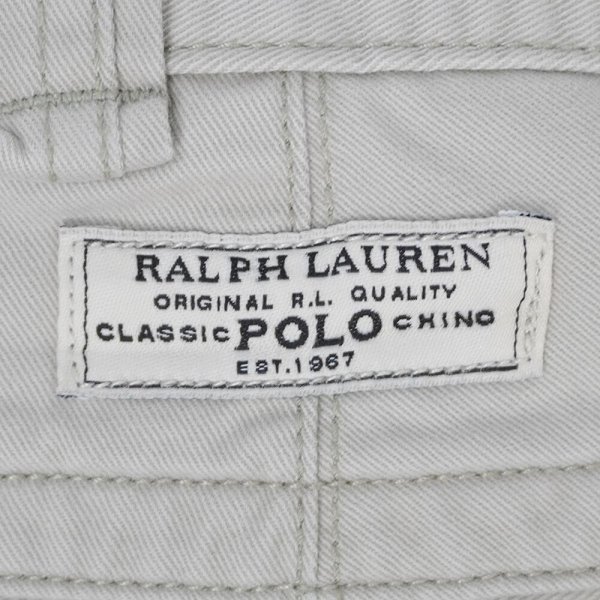 RALPH LAUREN
ORIGINAL R.L. QUALITY
CLASSIC POLO CHINO
EST.1967